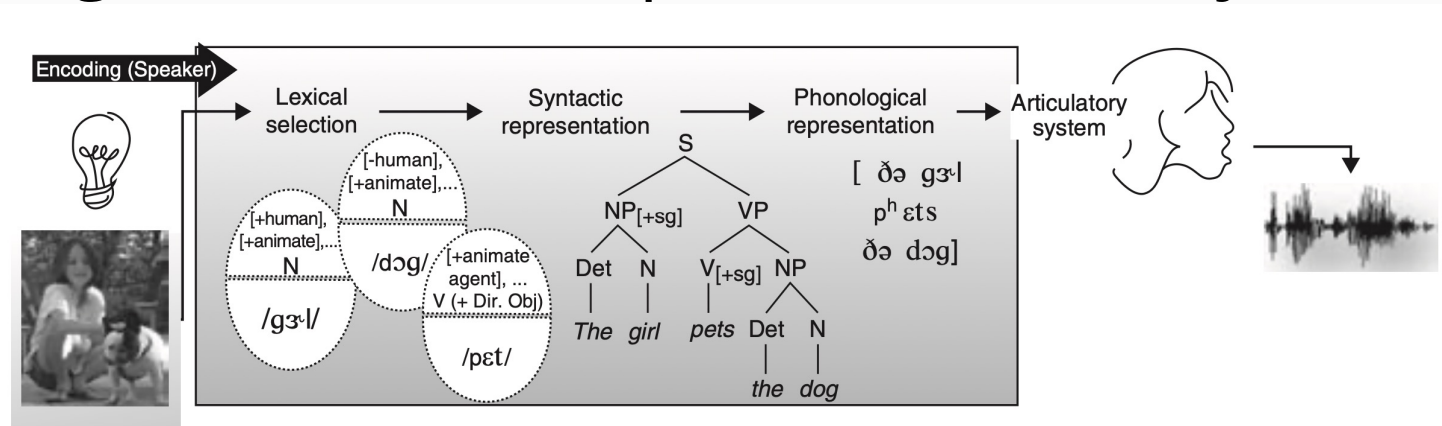 Encoding (Speaker)
Lexical
selection
Syntactic
representation
Phonological
representation
Articulatory
system
[-human],
[+animate],...
N
/dɔg/
[+human],
[+animate],...
N
/gɝl/
[+animate
agent], ...
V (+ Dir. Obj)
/pɛt/
S
NP[+sg] VP
Det N V[+sg] NP
The girl pets Det N
the dog
[ ðə gɝl
pʰ ɛts
ðə dɔg]